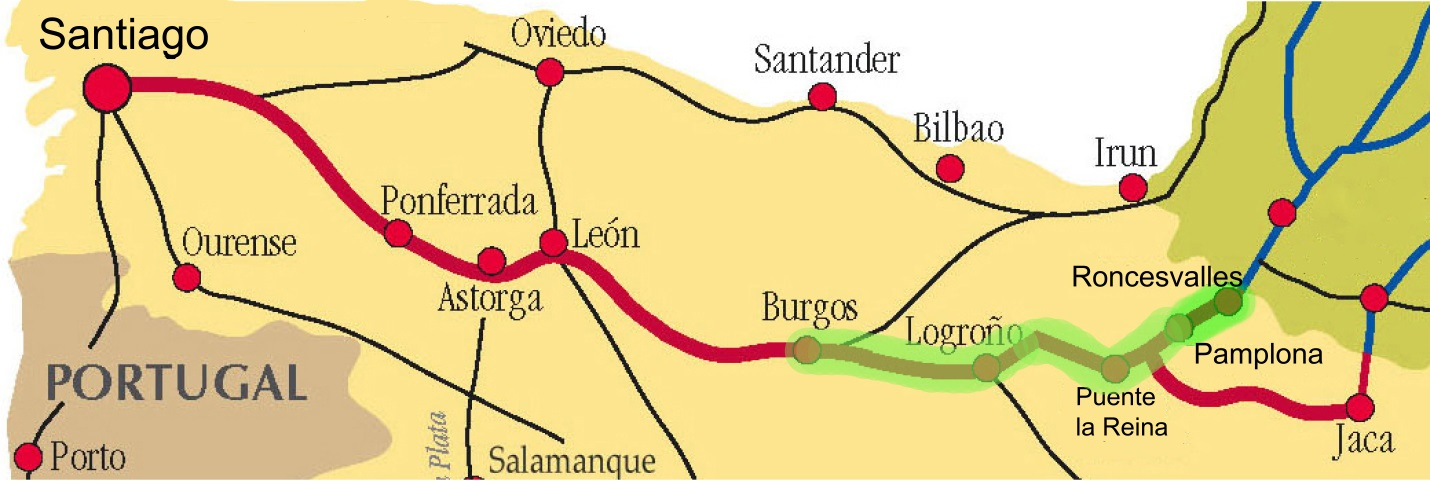 Santiago
Oviedo
Santander
Bilbao
Irun
Ponferrada
Ourense
León
Astorga
Roncesvalles
Burgos
Logroño
Pamplona
PORTUGAL
Puente
la Reina
Jaca
Porto
Plata
Salamanque